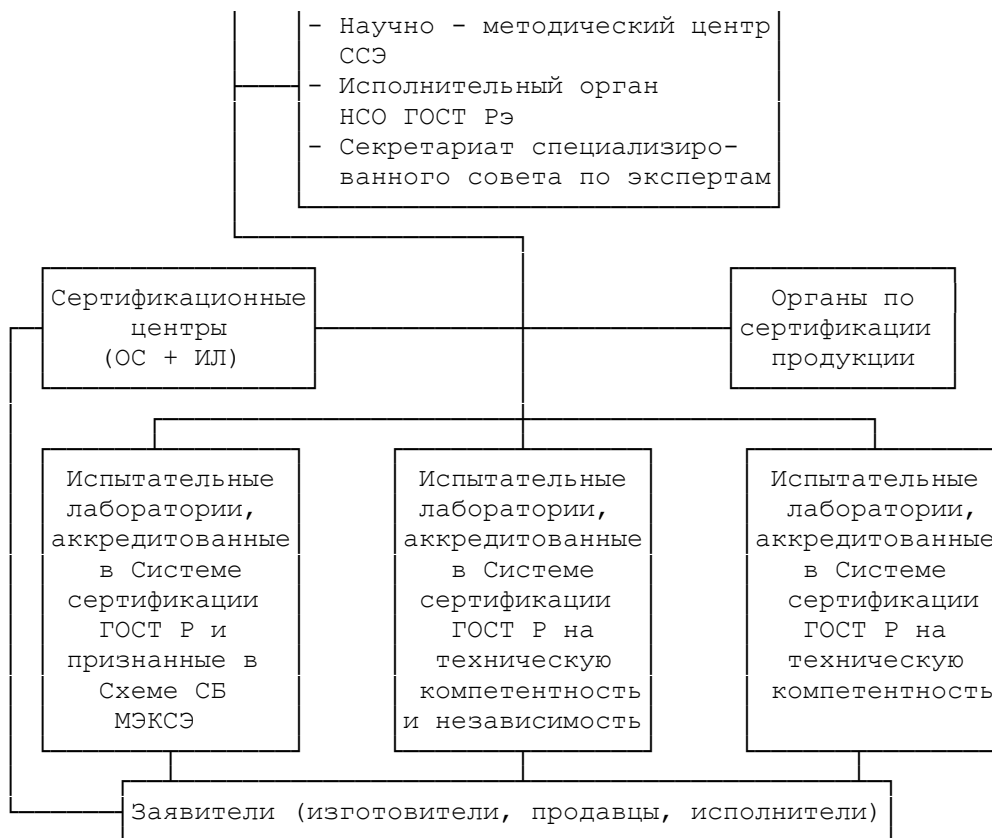 - Научно - методический центр
ССЭ
- Исполнительный орган
НСО ГОСТ Рэ
- Секретариат специализиро-
ванного совета по экспертам
Сертификационные
центры
(ОС + ИЛ)
Органы по
сертификации
продукции
Испытательные
лаборатории,
аккредитованные
в Системе
сертификации
ГОСТ Р и
признанные в
Схеме СБ
МЭКСЭ
Испытательные
лаборатории,
аккредитованные
в Системе
сертификации
ГОСТ Р на
техническую
компетентность
и независимость
Испытательные
лаборатории,
аккредитованные
в Системе
сертификации
ГОСТ Р на
техническую
компетентность
Заявители (изготовители, продавцы, исполнители)